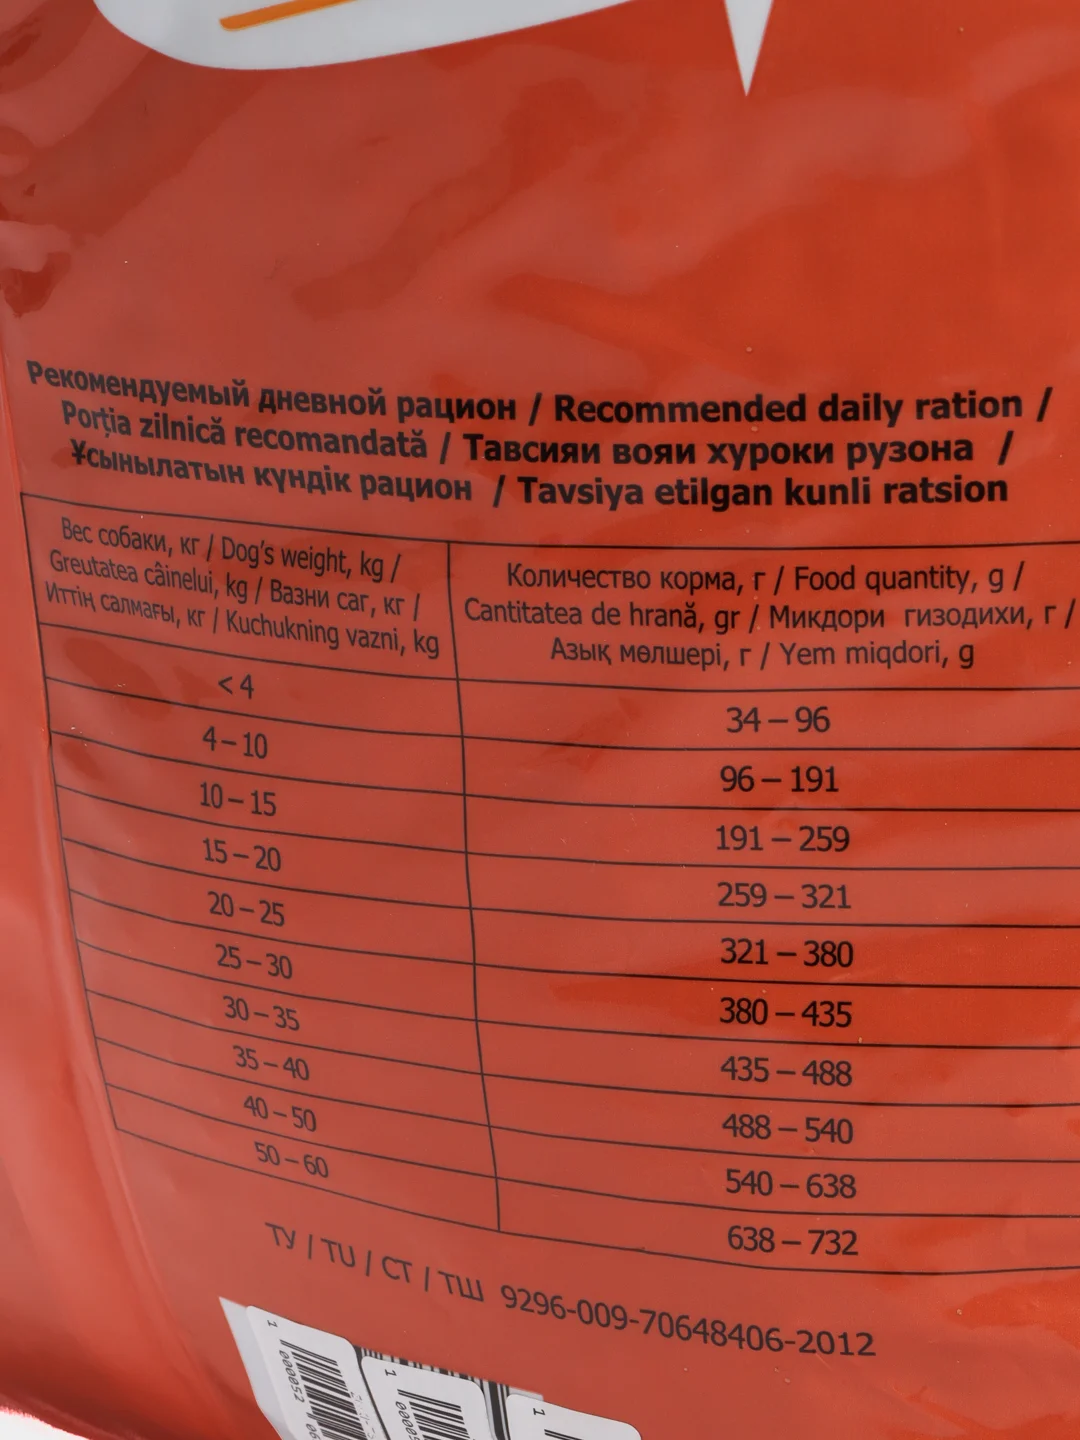 Рекомендуемый дневной рацион / Recommended daily ration /
Porția zilnică recomandată / Тавсияи вояи хуроки рузона /
Ұсынылатын күндік рацион / Tavsiya etilgan kunli ratsion
Вес собаки, кг / Dog's weight, kg /
Greutatea câinelui, kg / Вазни саг, кг /
Иттің салмағы, кг / Kuchukning vazni, kg
Количество корма, г / Food quantity, g /
Cantitatea de hrană, gr / Микдори гизодихи, г /
Азық мөлшері, г / Yem miqdori, g
< 4
34 – 96
4 – 10
96 – 191
10 – 15
191 – 259
15 – 20
259 – 321
20 – 25
321 – 380
25 – 30
380 – 435
30 – 35
435 – 488
35 – 40
488 – 540
40 – 50
540 – 638
50 – 60
638 – 732
ТУ / TU / СТ / ТШ 9296-009-70648406-2012
1 000052
1
1